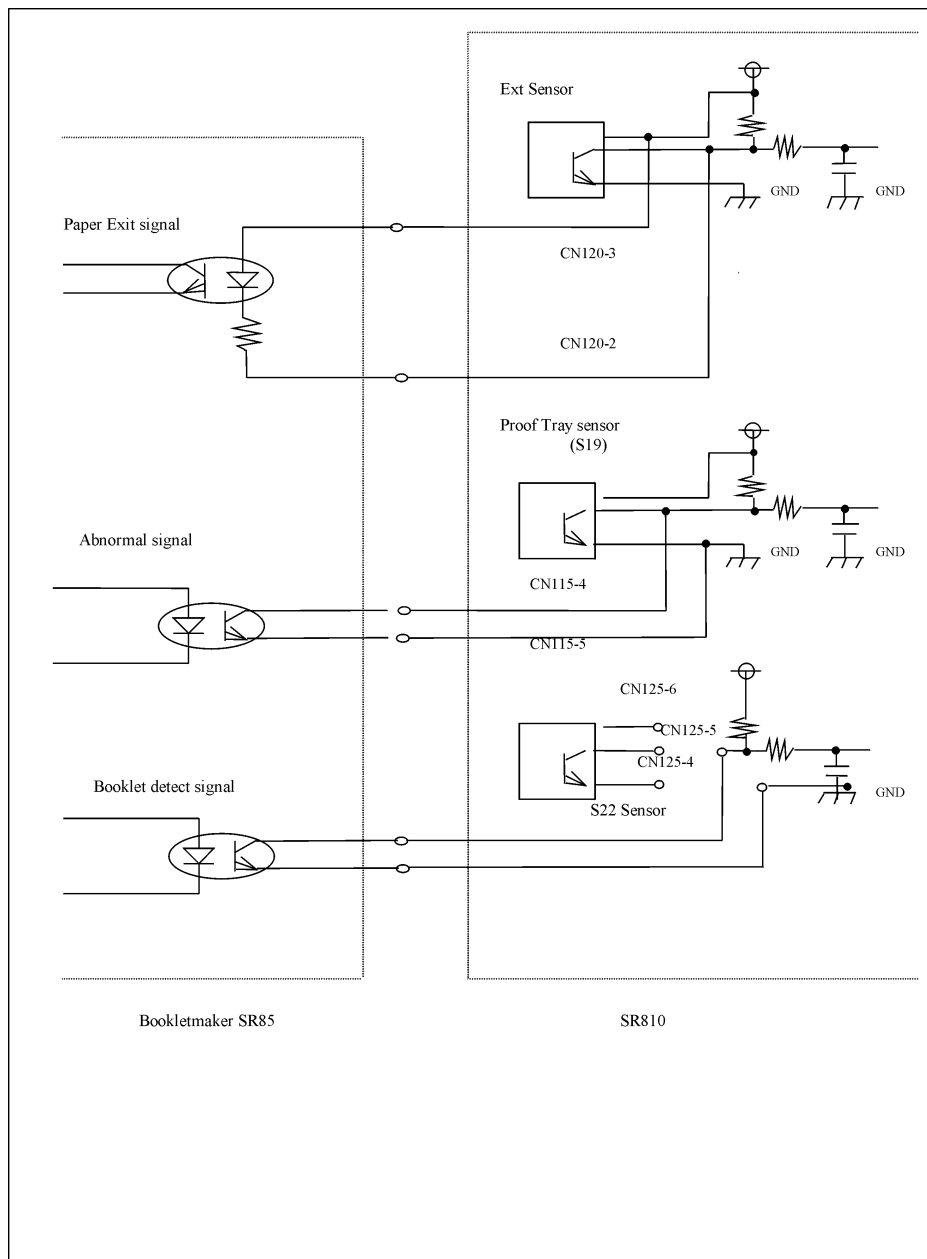 Ext Sensor
GND
GND
Paper Exit signal
CN120-3
CN120-2
Proof Tray sensor
(S19)
Abnormal signal
GND
GND
CN115-4
CN115-5
CN125-6
CN125-5
CN125-4
Booklet detect signal
GND
S22 Sensor
Bookletmaker SR85
SR810